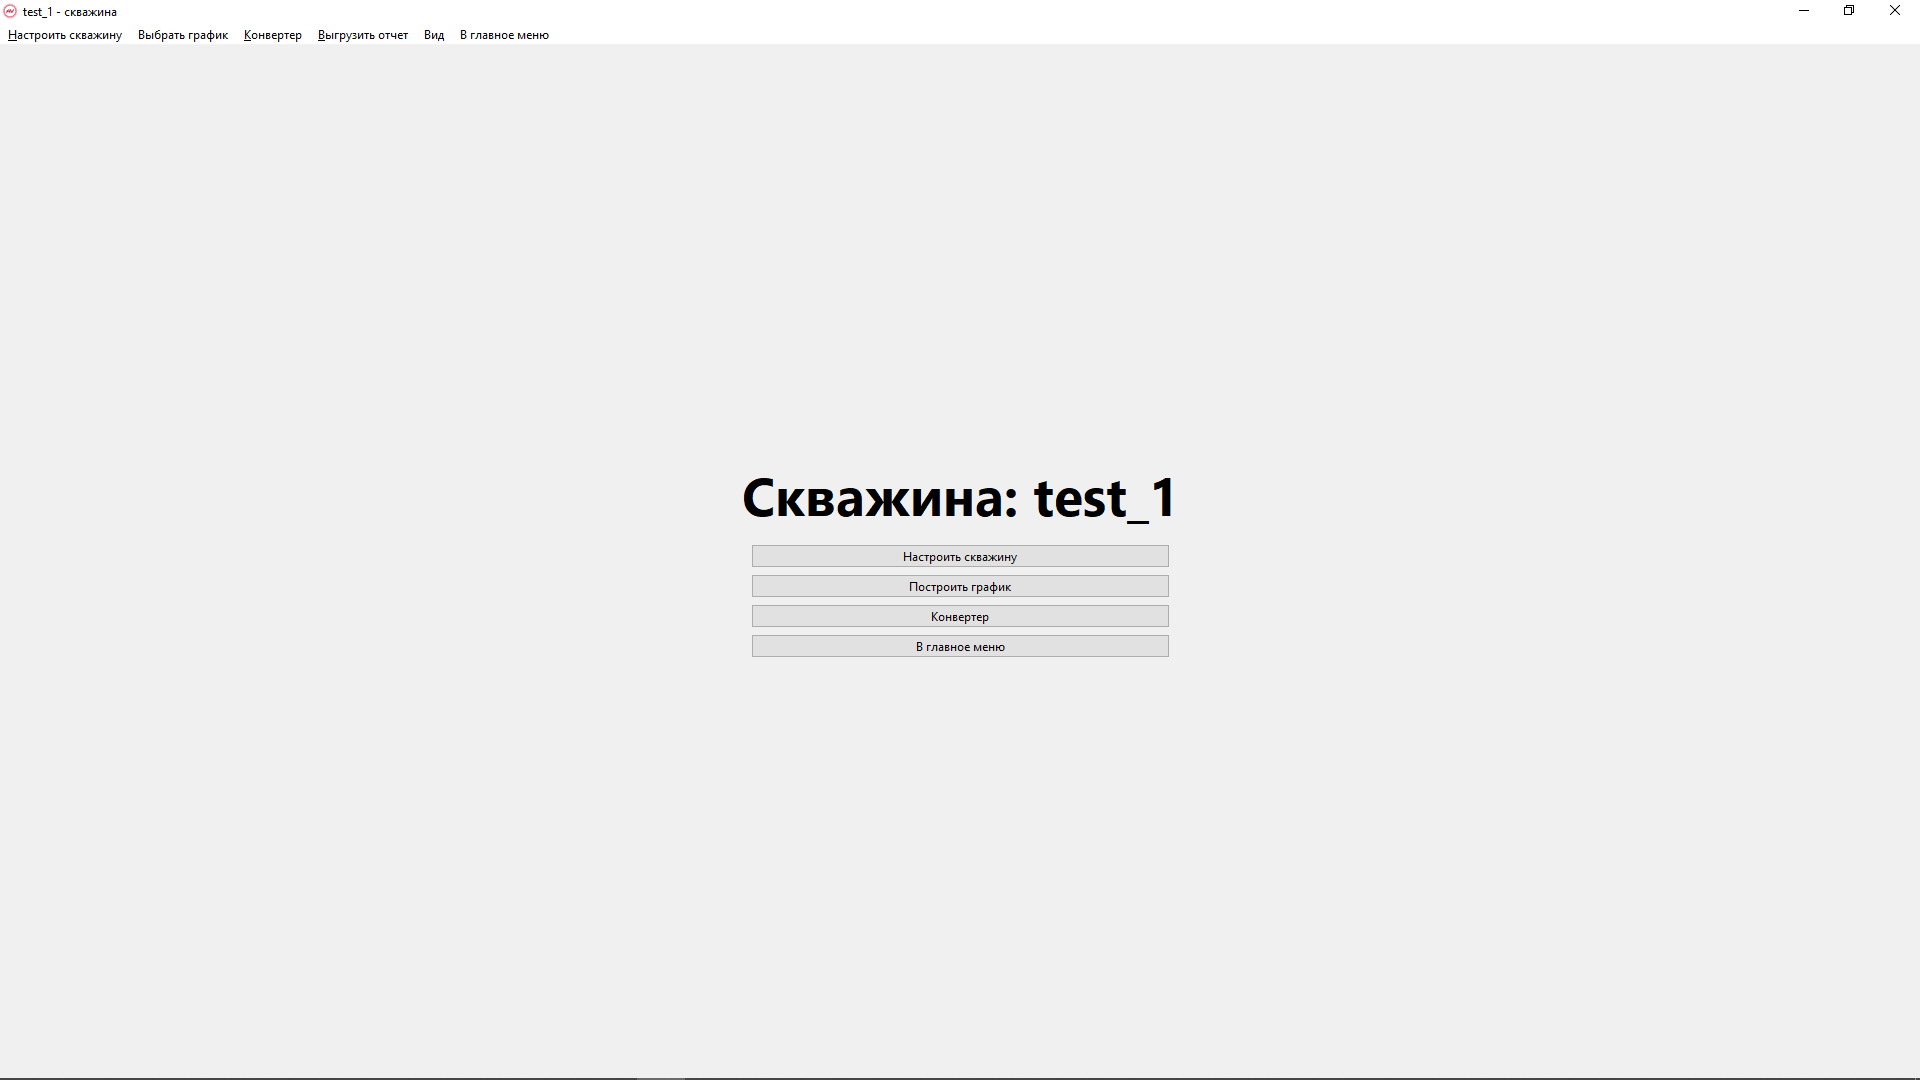 test_1 - скважина
Настроить скважину Выбрать график Конвертер Выгрузить отчет Вид В главное меню
Скважина: test_1
Настроить скважину
Построить график
Конвертер
В главное меню